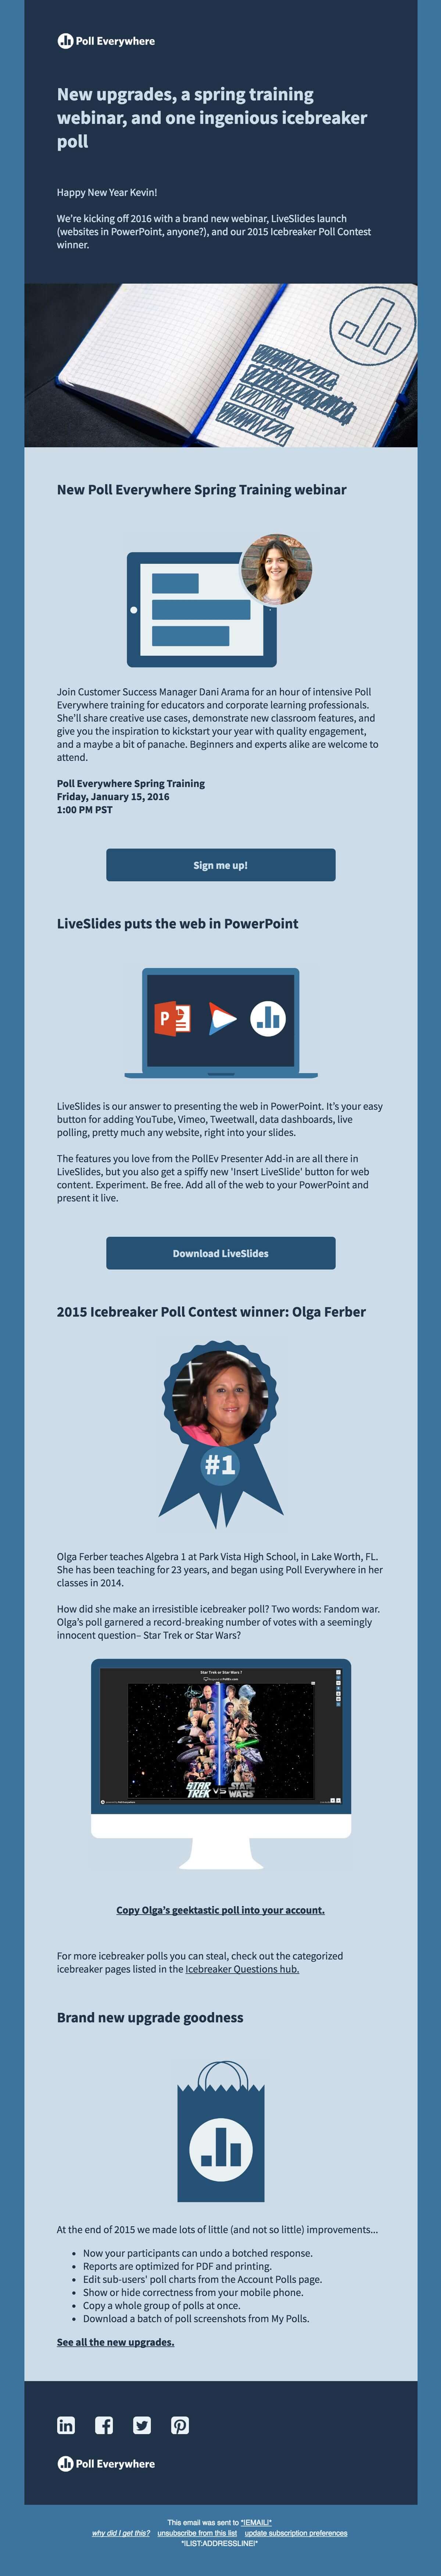 Poll Everywhere
New upgrades, a spring training
webinar, and one ingenious icebreaker
poll
Happy New Year Kevin!
We're kicking off 2016 with a brand new webinar, LiveSlides launch
(websites in PowerPoint, anyone?), and our 2015 Icebreaker Poll Contest
winner.
New Poll Everywhere Spring Training webinar
Join Customer Success Manager Dani Arama for an hour of intensive Poll
Everywhere training for educators and corporate learning professionals.
She'll share creative use cases, demonstrate new classroom features, and
give you the inspiration to kickstart your year with quality engagement,
and a maybe a bit of panache. Beginners and experts alike are welcome to
attend.
Poll Everywhere Spring Training
Friday, January 15, 2016
1:00 PM PST
Sign me up!
LiveSlides puts the web in PowerPoint
P
LiveSlides is our answer to presenting the web in PowerPoint. It's your easy
button for adding YouTube, Vimeo, Tweetwall, data dashboards, live
polling, pretty much any website, right into your slides.
The features you love from the PollEv Presenter Add-in are all there in
LiveSlides, but you also get a spiffy new 'Insert LiveSlide' button for web
content. Experiment. Be free. Add all of the web to your PowerPoint and
present it live.
Download LiveSlides
2015 Icebreaker Poll Contest winner: Olga Ferber
#1
Olga Ferber teaches Algebra 1 at Park Vista High School, in Lake Worth, FL.
She has been teaching for 23 years, and began using Poll Everywhere in her
classes in 2014.
How did she make an irresistible icebreaker poll? Two words: Fandom war.
Olga's poll garnered a record-breaking number of votes with a seemingly
innocent question– Star Trek or Star Wars?
Star Trek or Star Wars ?
STAR TREK VS STAR WARS
Copy Olga's geektastic poll into your account.
For more icebreaker polls you can steal, check out the categorized
icebreaker pages listed in the Icebreaker Questions hub.
Brand new upgrade goodness
At the end of 2015 we made lots of little (and not so little) improvements...
• Now your participants can undo a botched response.
• Reports are optimized for PDF and printing.
• Edit sub-users' poll charts from the Account Polls page.
• Show or hide correctness from your mobile phone.
• Copy a whole group of polls at once.
• Download a batch of poll screenshots from My Polls.
See all the new upgrades.
in f
Poll Everywhere
This email was sent to *|EMAIL|*
why did I get this? unsubscribe from this list update subscription preferences
*|LIST:ADDRESSLINE|*